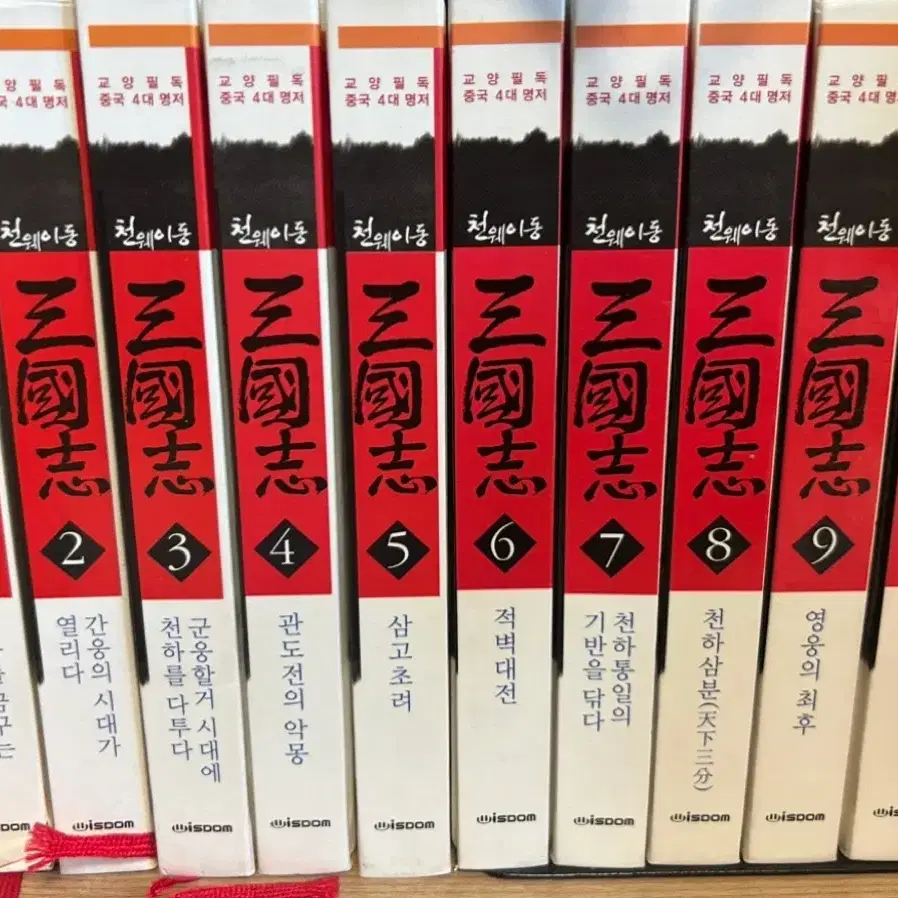 양 필 독
중국 4대 명저
천웨이동
三國志
2
간웅의 시대가
열리다
WISDOM
교 양 필 독
중국 4대 명저
천웨이동
三國志
3
군웅할거 시대에
천하를 다투다
WISDOM
교 양 필 독
중국 4대 명저
천웨이동
三國志
4
관도전의 악몽
WISDOM
교 양 필 독
중국 4대 명저
천웨이동
三國志
5
삼고초려
WISDOM
교 양 필 독
중국 4대 명저
천웨이동
三國志
6
적벽대전
WISDOM
교 양 필 독
중국 4대 명저
천웨이동
三國志
7
천하통일의
기반을 닦다
WISDOM
교 양 필 독
중국 4대 명저
천웨이동
三國志
8
천하 삼분(天下三分)
WISDOM
교 양 필
중국 4대 명
천웨이동
三國志
9
영웅의 최후
WISDOM